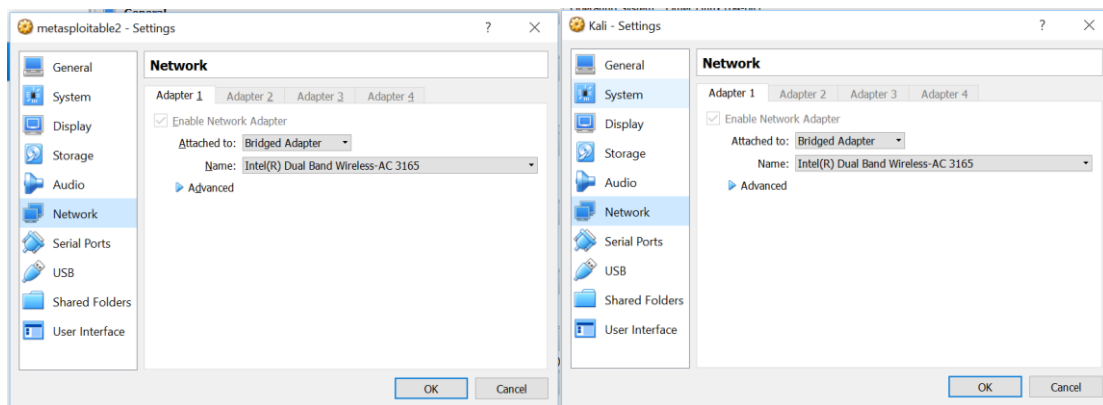 General
metasploitable2 - Settings
General
System
Display
Storage
Audio
Network
Serial Ports
USB
Shared Folders
User Interface
Network
Adapter 1 Adapter 2 Adapter 3 Adapter 4
Enable Network Adapter
Attached to: Bridged Adapter
Name: Intel(R) Dual Band Wireless-AC 3165
Advanced
OK Cancel
Kali - Settings
General
System
Display
Storage
Audio
Network
Serial Ports
USB
Shared Folders
User Interface
Network
Adapter 1 Adapter 2 Adapter 3 Adapter 4
Enable Network Adapter
Attached to: Bridged Adapter
Name: Intel(R) Dual Band Wireless-AC 3165
Advanced
OK Cancel